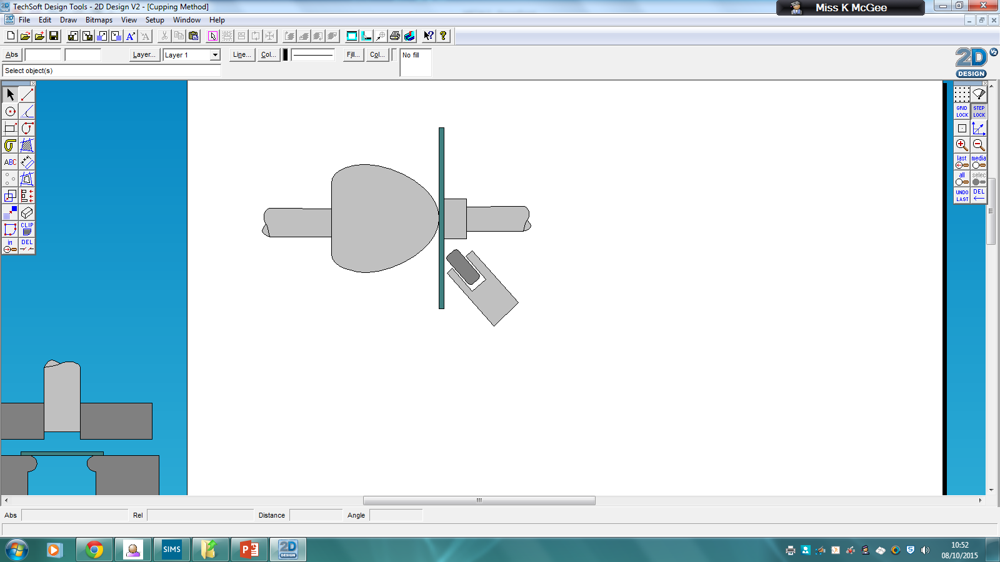 TechSoft Design Tools - 2D Design V2 - [Cupping Method]
Miss K McGee
File Edit Draw Bitmaps View Setup Window Help
Abs
Layer...
Layer 1
Line...
Col...
Fill...
Col...
No fill
2D V2
DESIGN
Select object(s)
ABC
CLIP
in
DEL
GRID LOCK
STEP LOCK
last
media
all
selec
UNDO LAST
DEL
Abs
Rel
Distance
Angle
SIMS
2D
DESIGN
10:52
08/10/2015